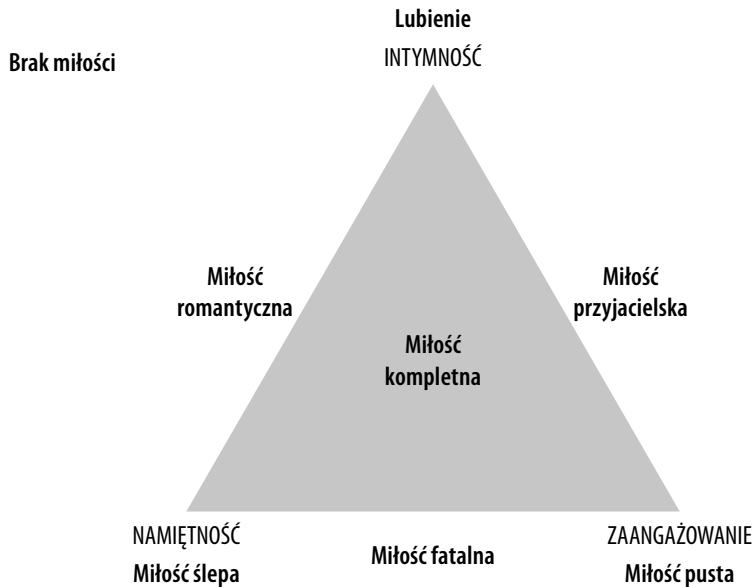 Lubienie
Brak miłości
INTYMNOŚĆ
Miłość
romantyczna
Miłość
przyjacielska
Miłość
kompletna
NAMIĘTNOŚĆ
Miłość ślepa
Miłość fatalna
ZAANGAŻOWANIE
Miłość pusta